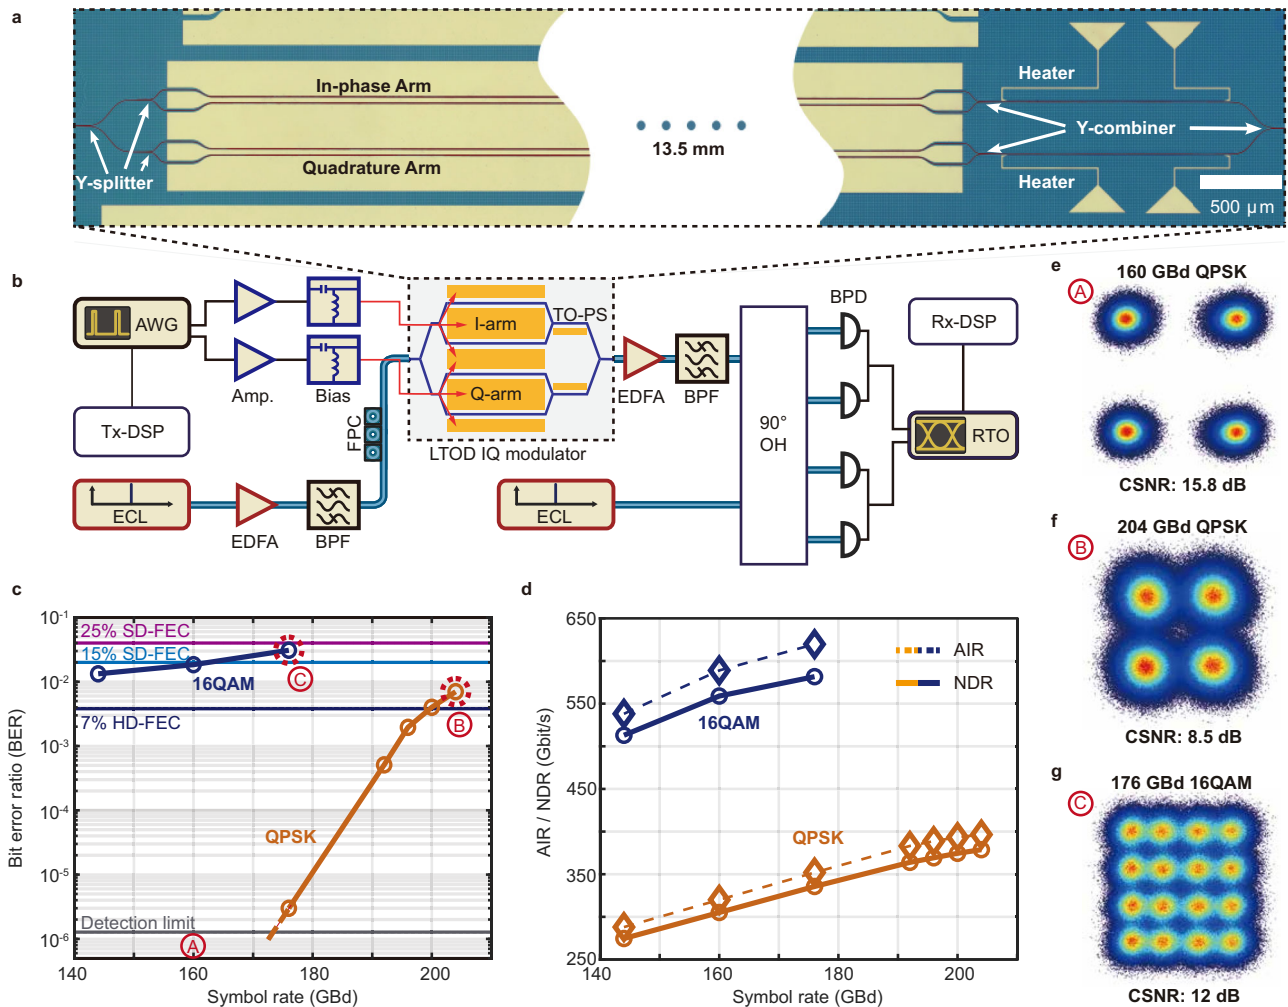 a
In-phase Arm
Quadrature Arm
Y-splitter
13.5 mm
Heater
Y-combiner
Heater
500 µm
b
AWG
Tx-DSP
Amp.
Bias
FPC
ECL
EDFA
BPF
I-arm
Q-arm
TO-PS
LTOD IQ modulator
EDFA
BPF
ECL
90°
OH
BPD
Rx-DSP
RTO
c
Bit error ratio (BER)
10-1
10-2
10-3
10-4
10-5
10-6
25% SD-FEC
15% SD-FEC
16QAM
7% HD-FEC
QPSK
Detection limit
A
B
C
140
160
180
200
Symbol rate (GBd)
d
AIR / NDR (Gbit/s)
650
550
450
350
250
AIR
NDR
16QAM
QPSK
140
160
180
200
Symbol rate (GBd)
e
160 GBd QPSK
A
CSNR: 15.8 dB
f
204 GBd QPSK
B
CSNR: 8.5 dB
g
176 GBd 16QAM
C
CSNR: 12 dB